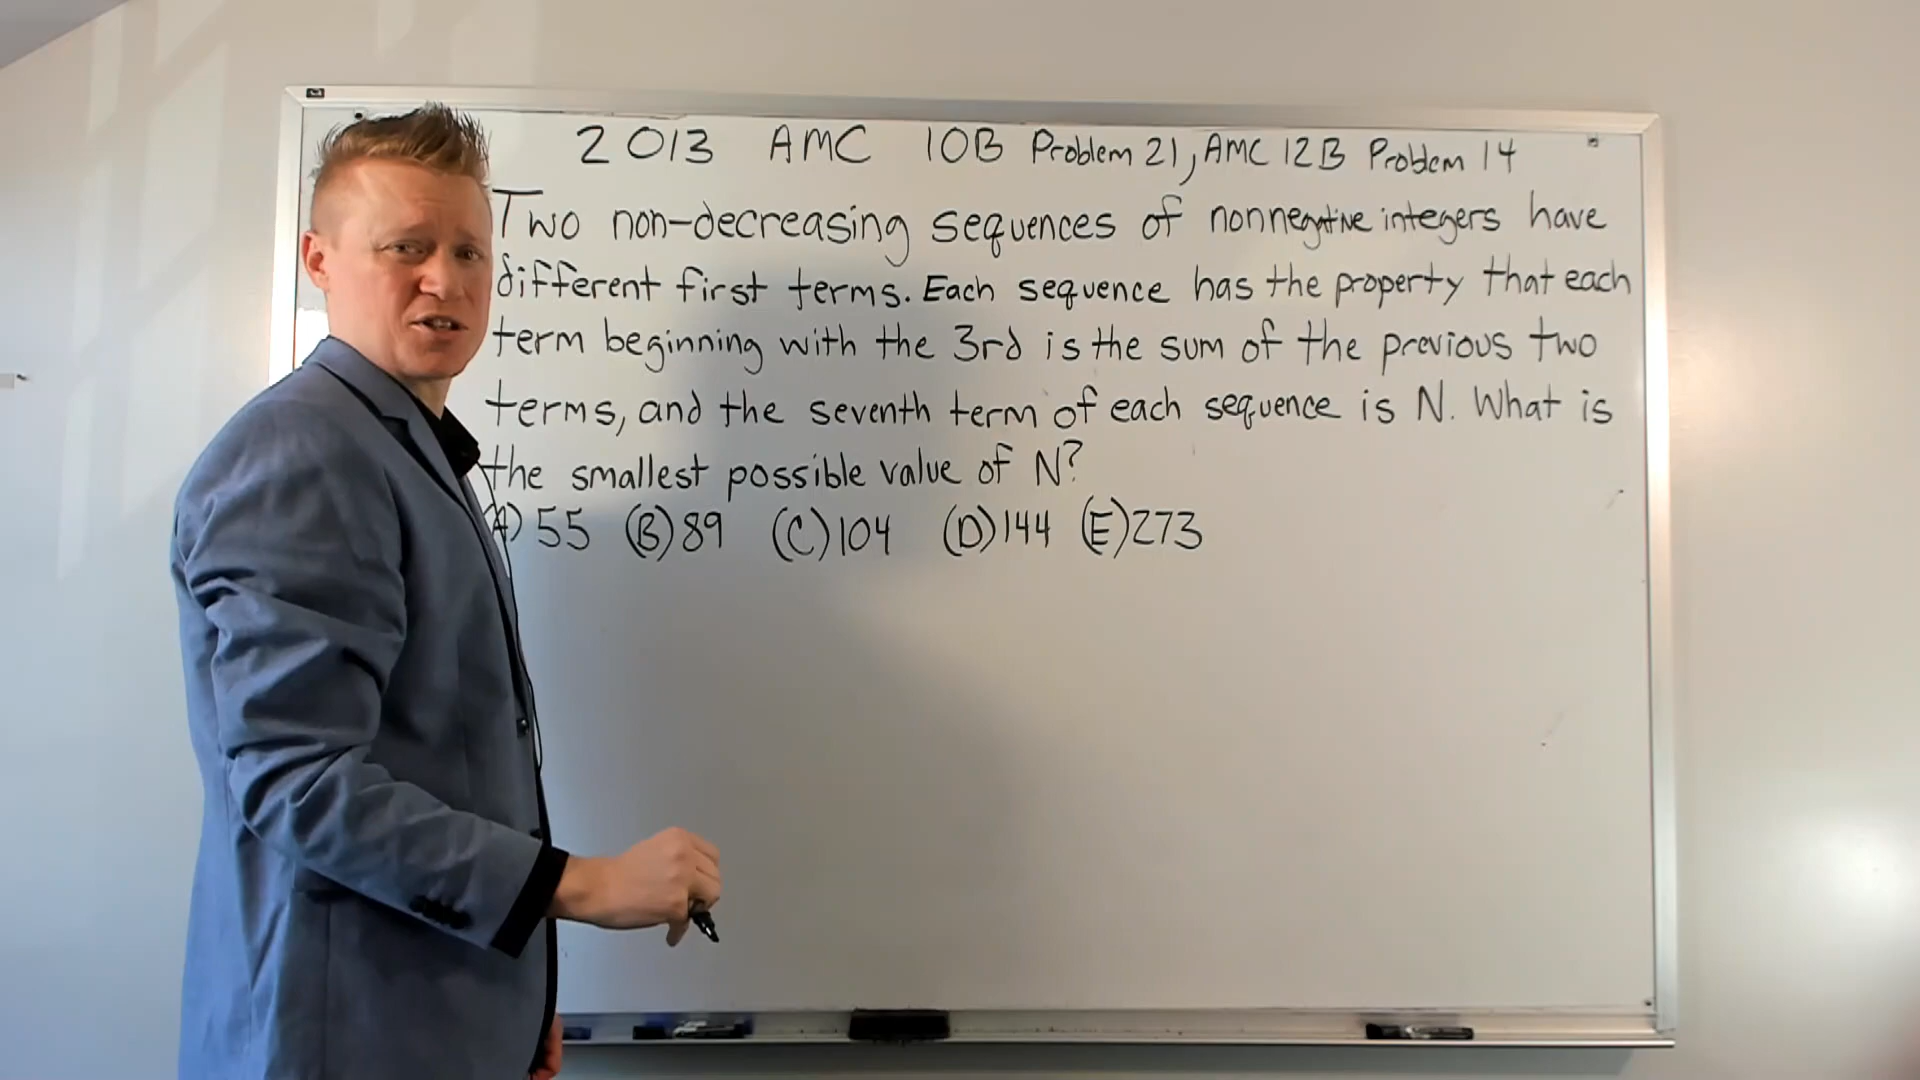 2013 AMC 10B Problem 21, AMC 12B Problem 14
Two non-decreasing sequences of nonnegative integers have
different first terms. Each sequence has the property that each
term beginning with the 3rd is the sum of the previous two
terms, and the seventh term of each sequence is N. What is
the smallest possible value of N?
(A) 55 (B) 89 (C) 104 (D) 144 (E) 273